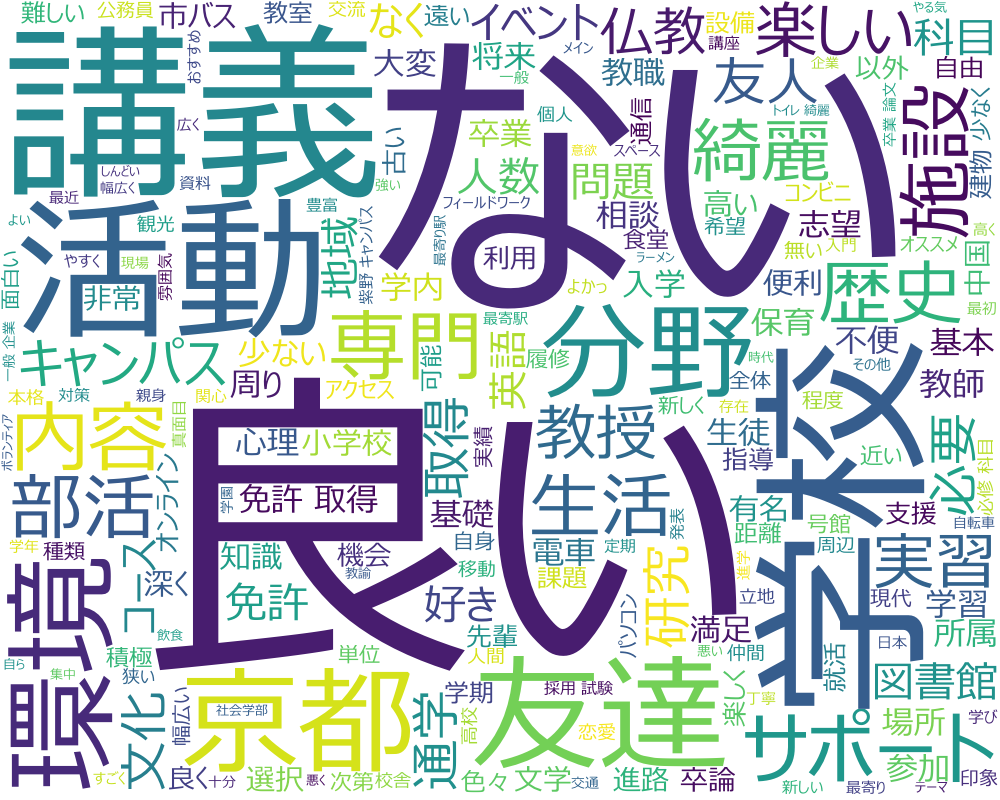 難しい
公務員
交流
市バス
教室
おすすめ
遠い
なく
イベント
メイン
設備
仏教
講座
楽しい
やる気
科目
講義
ない
大変
将来
教職
友人
企業
以外
自由
一般
個人
通信
綺麗
トイレ 綺麗
卒業 論文
少なく
建物
施設
広く
古い
卒業
意欲
スペース
しんどい
幅広く
資料
強い
人数
問題
高い
コンビニ
最近
フィールドワーク
相談
希望
志望
よい
観光
豊富
活動
地域
紫野 キャンパス
最寄り駅
利用
食堂
ラーメン
無い
入門
オススメ
高く
中国
面白い
やすく
現場
雰囲気
非常
学内
よかっ
入学
便利
歴史
最初
最寄駅
専門
分野
保育
一般 企業
キャンパス
少ない
可能
英語
履修
時代
不便
基本
周り
アクセス
全体
その他
本格
対策
親身
関心
新しく
存在
程度
教師
ボランティア
内容
真面目
良い
取得
教授
生徒
学校
心理
小学校
実績
指導
近い
必要
必修 科目
部活
オンライン
学園
免許 取得
基礎
生活
発表
有名
距離
号館
支援
自転車
学年
種類
コース
知識
機会
自身
電車
定期
研究
周辺
環境
深く
教諭
移動
課題
進学
立地
実習
現代
学習
免許
好き
パソコン
満足
日本
所属
飲食
積極
単位
先輩
人間
悪い
仲間
就活
図書館
自ら
集中
狭い
文化
幅広い
京都
社会学部
通学
学期
高校
友達
採用 試験
恋愛
楽しく
丁寧
サポート
場所
学び
すごく
良く
十分
選択
悪く
次第
校舎
色々
文学
交通
進路
卒論
新しい
最寄り
参加
テーマ
印象